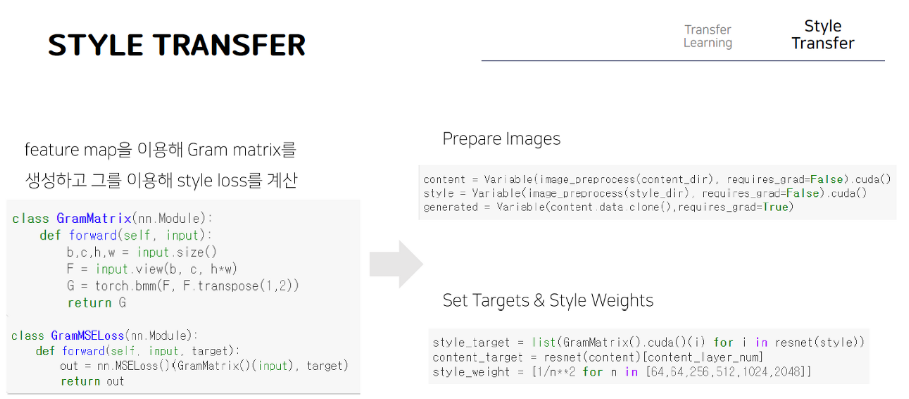 STYLE TRANSFER
Transfer
Learning
Style
Transfer
feature map을 이용해 Gram matrix를
생성하고 그를 이용해 style loss를 계산
class GramMatrix(nn.Module):
def forward(self, input):
b,c,h,w = input.size()
F = input.view(b, c, h*w)
G = torch.bmm(F, F.transpose(1,2))
return G
class GramMSELoss(nn.Module):
def forward(self, input, target):
out = nn.MSELoss()(GramMatrix()(input), target)
return out
Prepare Images
content = Variable(image_preprocess(content_dir), requires_grad=False).cuda()
style = Variable(image_preprocess(style_dir), requires_grad=False).cuda()
generated = Variable(content.data.clone(),requires_grad=True)
Set Targets & Style Weights
style_target = list(GramMatrix().cuda()(i) for i in resnet(style))
content_target = resnet(content)[content_layer_num]
style_weight = [1/n**2 for n in [64,64,256,512,1024,2048]]